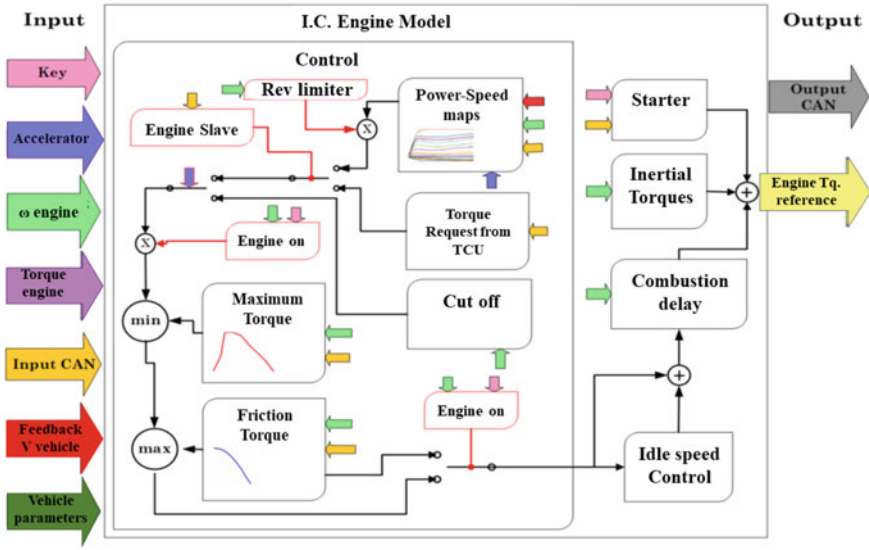 Input
I.C. Engine Model
Output
Key
Accelerator
ω engine
Torque
engine
Input CAN
Feedback
V vehicle
Vehicle
parameters
Control
Rev limiter
Engine Slave
X
Power-Speed
maps
Torque
Request from
TCU
Engine on
X
min
Maximum
Torque
Cut off
max
Friction
Torque
Engine on
Starter
Inertial
Torques
+
Combustion
delay
+
Idle speed
Control
Output
CAN
Engine Tq.
reference